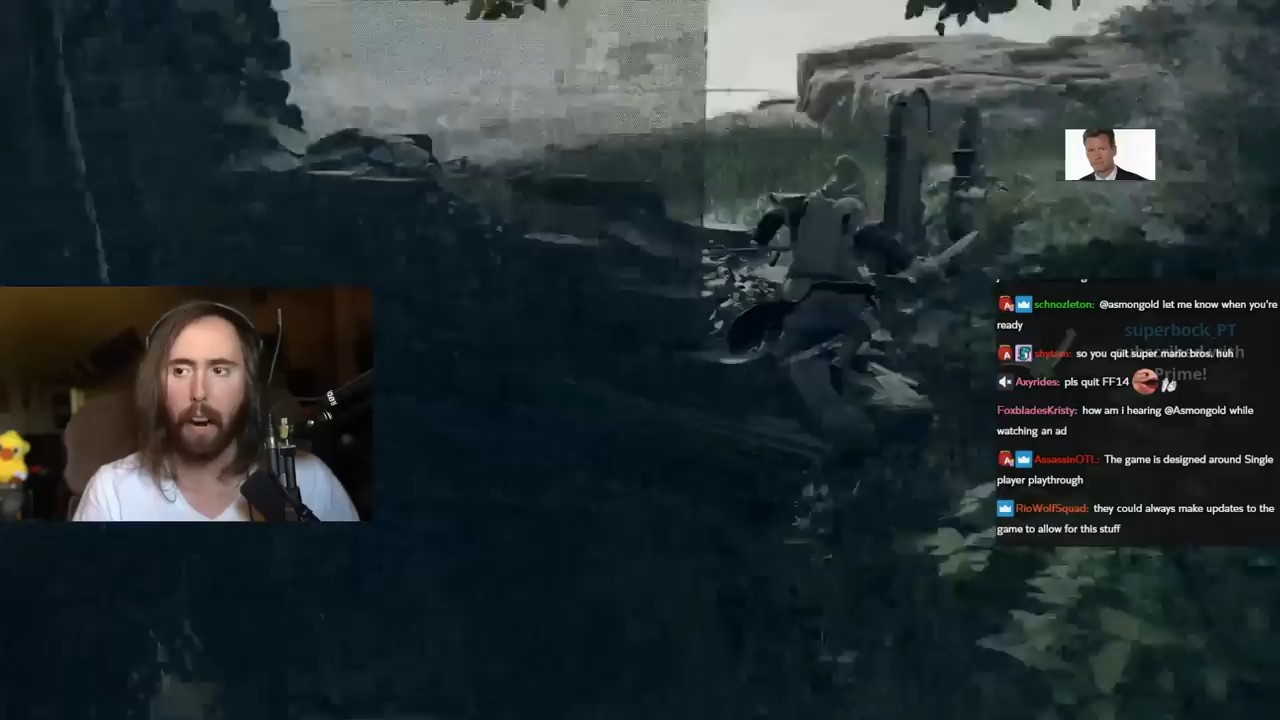 schnozleton: @asmongold let me know when you're
ready
superbock_PT
so you quit super mario bros, huh
Prime!
Axyrides: pls quit FF14
FoxbladesKristy: how am i hearing @Asmongold while
watching an ad
AssassinOTL: The game is designed around Single
player playthrough
RioWolfSquad: they could always make updates to the
game to allow for this stuff